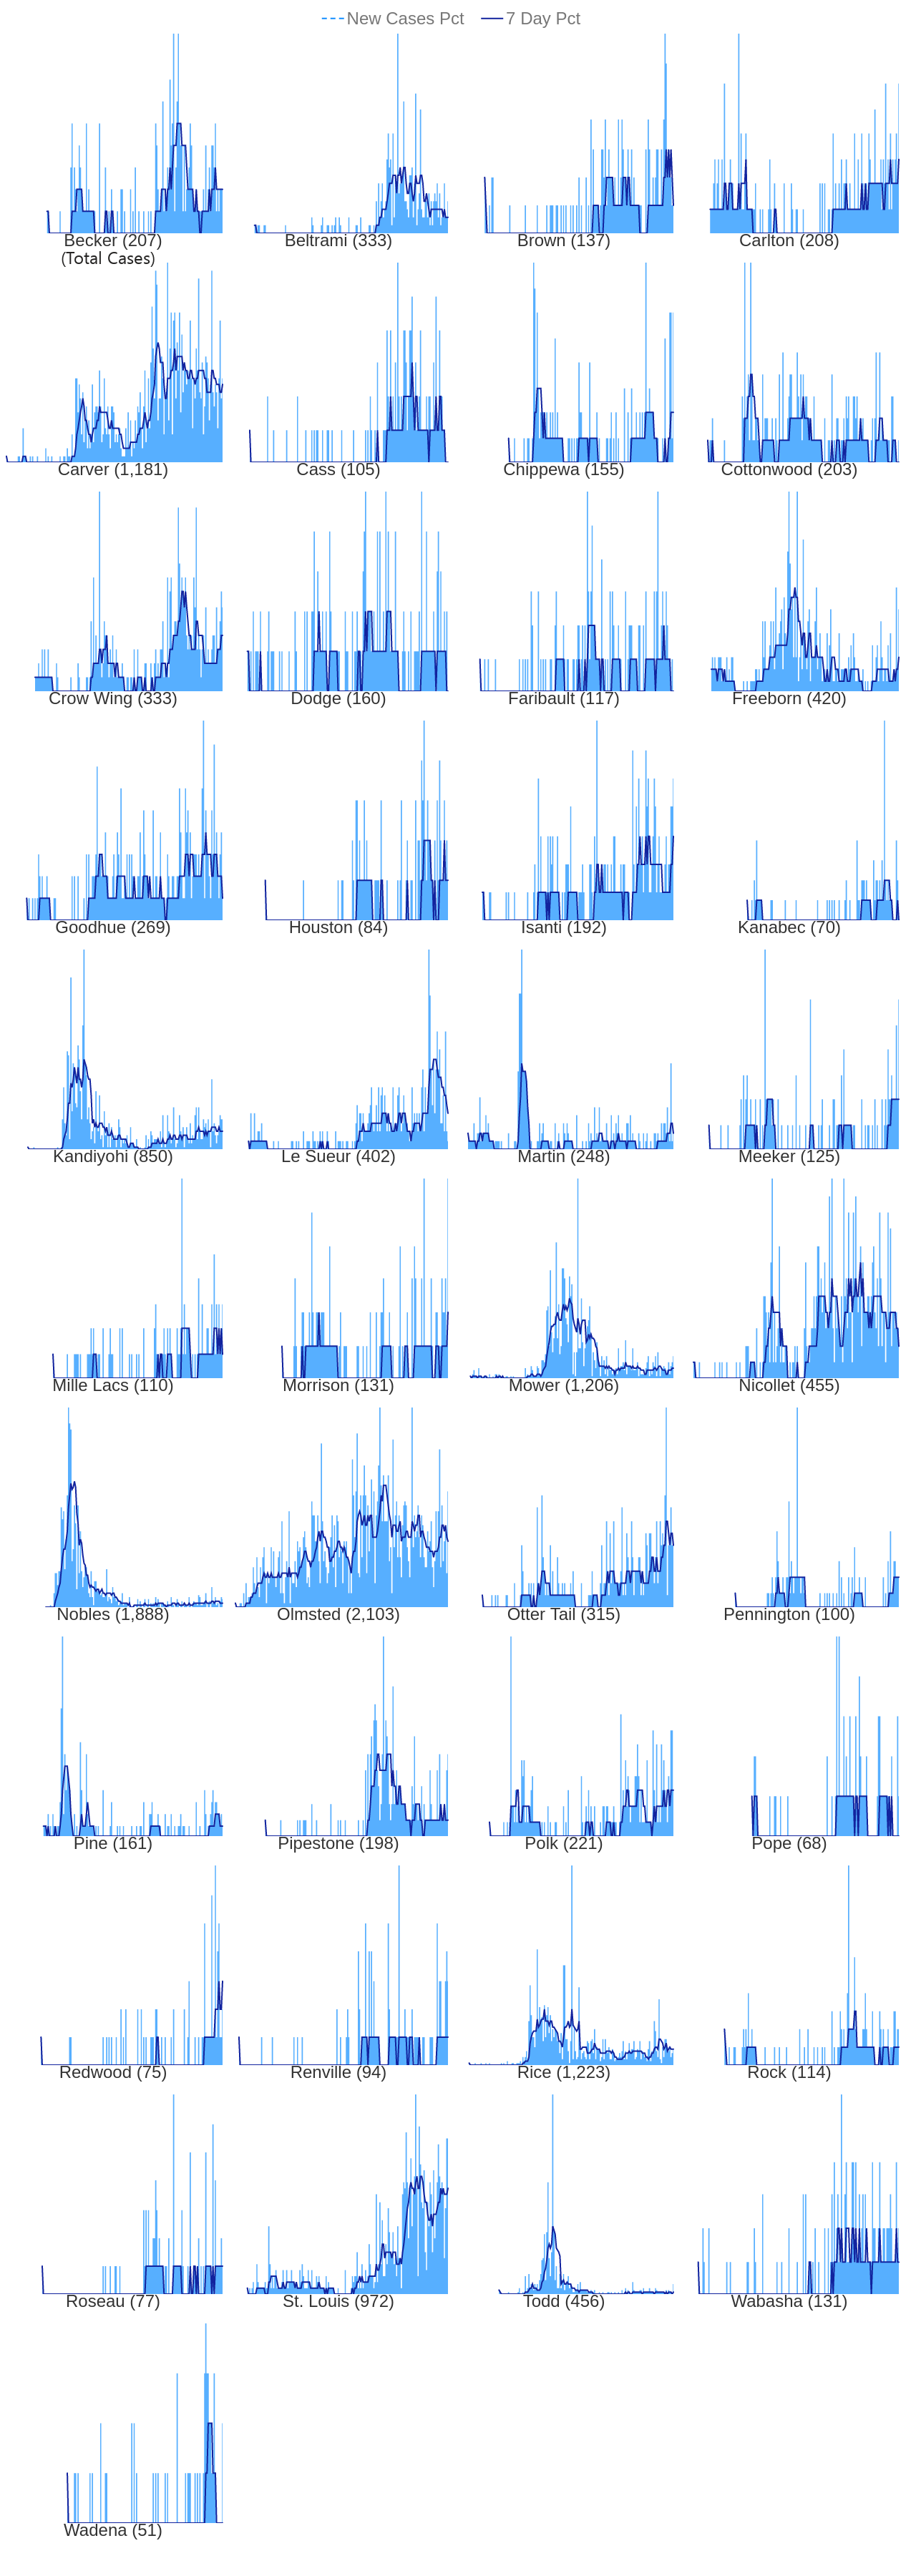 New Cases Pct 7 Day Pct
Becker (207) Beltrami (333) Brown (137) Carlton (208)
(Total Cases)
Carver (1,181) Cass (105) Chippewa (155) Cottonwood (203)
Crow Wing (333) Dodge (160) Faribault (117) Freeborn (420)
Goodhue (269) Houston (84) Isanti (192) Kanabec (70)
Kandiyohi (850) Le Sueur (402) Martin (248) Meeker (125)
Mille Lacs (110) Morrison (131) Mower (1,206) Nicollet (455)
Nobles (1,888) Olmsted (2,103) Otter Tail (315) Pennington (100)
Pine (161) Pipestone (198) Polk (221) Pope (68)
Redwood (75) Renville (94) Rice (1,223) Rock (114)
Roseau (77) St. Louis (972) Todd (456) Wabasha (131)
Wadena (51)